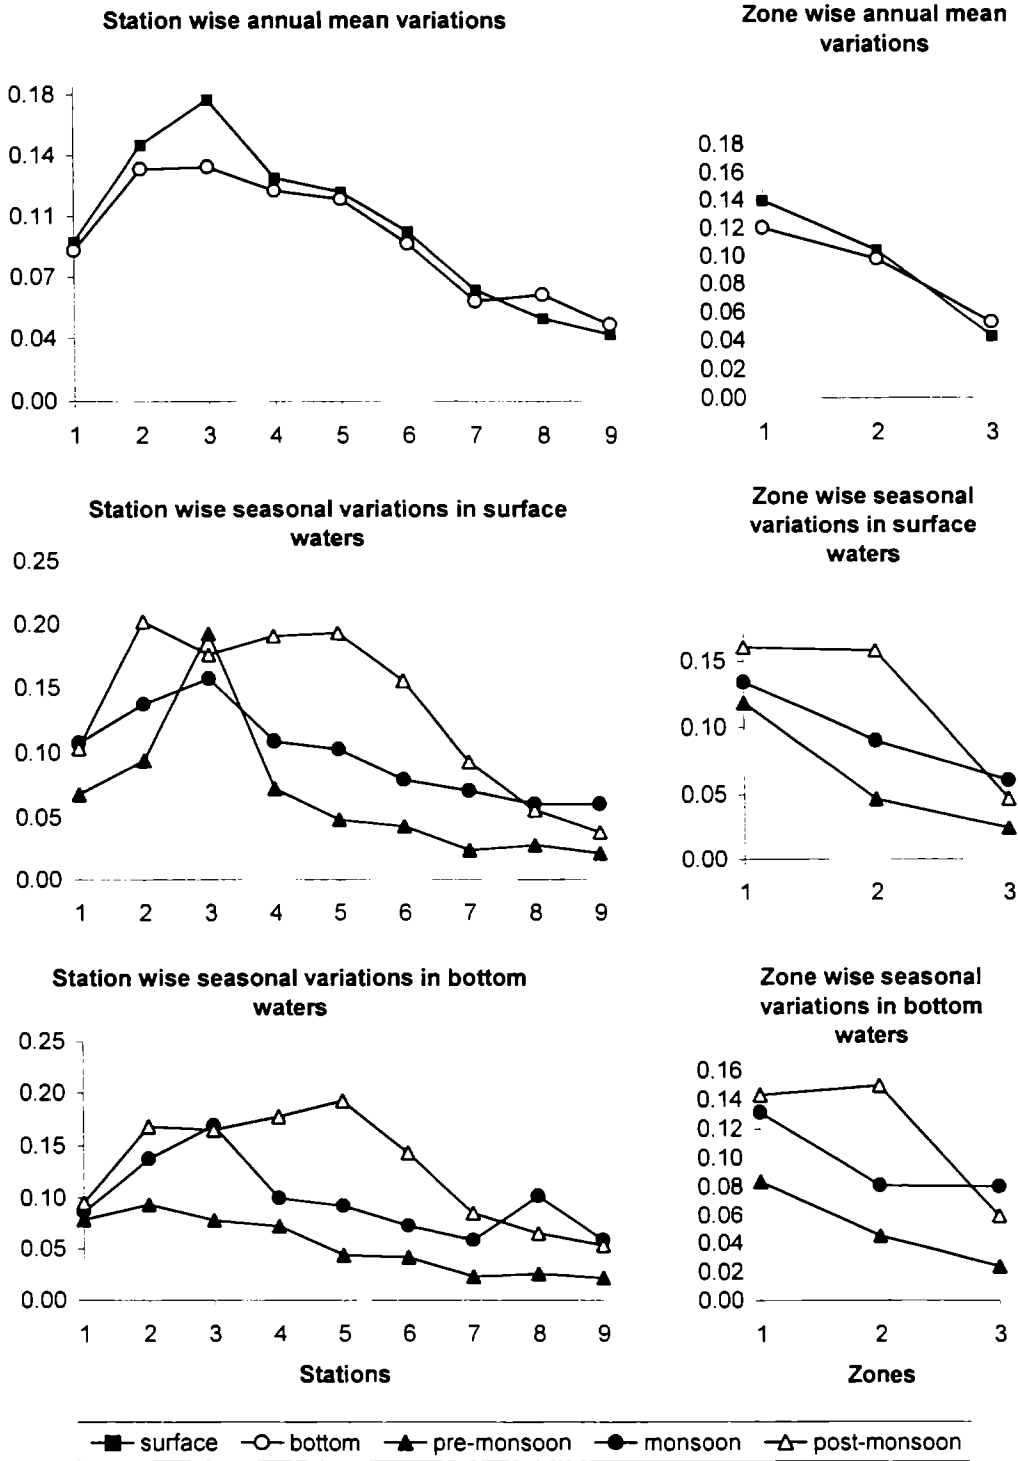 Station wise annual mean variations
0.18
0.14
0.11
0.07
0.04
0.00
1 2 3 4 5 6 7 8 9
Zone wise annual mean
variations
0.18
0.16
0.14
0.12
0.10
0.08
0.06
0.04
0.02
0.00
1 2 3
Station wise seasonal variations in surface
waters
0.25
0.20
0.15
0.10
0.05
0.00
1 2 3 4 5 6 7 8 9
Zone wise seasonal
variations in surface
waters
0.15
0.10
0.05
0.00
1 2 3
Station wise seasonal variations in bottom
waters
0.25
0.20
0.15
0.10
0.05
0.00
1 2 3 4 5 6 7 8 9
Stations
Zone wise seasonal
variations in bottom
waters
0.16
0.14
0.12
0.10
0.08
0.06
0.04
0.02
0.00
1 2 3
Zones
surface bottom pre-monsoon monsoon post-monsoon